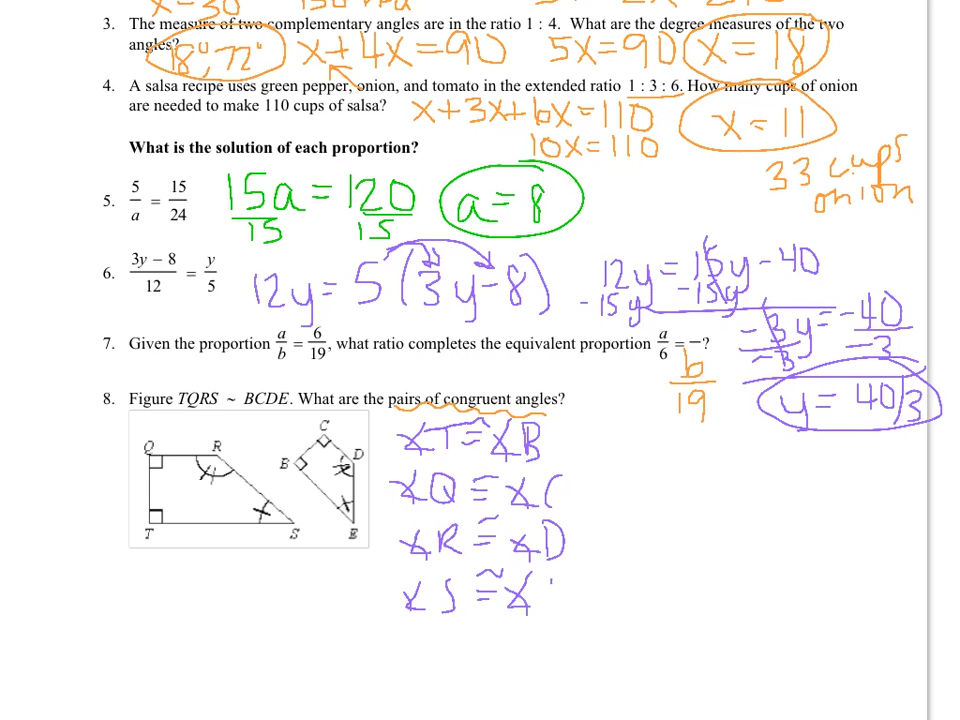 x=30
3. The measure of two complementary angles are in the ratio 1 : 4. What are the degree measures of the two
angles?
18°, 72°
x+4x=90
5x=90
x=18
4. A salsa recipe uses green pepper, onion, and tomato in the extended ratio 1 : 3 : 6. How many cups of onion
are needed to make 110 cups of salsa?
x+3x+6x=110
10x=110
x=11
33 cups
onion
What is the solution of each proportion?
5. 5/a = 15/24
15a = 120
15 15
a=8
6. (3y − 8)/12 = y/5
12y = 5(3y-8)
12y = 15y - 40
-15y -15y
-3y = -40
-3 -3
y = 40/3
7. Given the proportion a/b = 6/19, what ratio completes the equivalent proportion a/6 = −?
b/19
8. Figure TQRS ~ BCDE. What are the pairs of congruent angles?
∡T ≅ ∡B
∡Q ≅ ∡C
∡R ≅ ∡D
∡S ≅ ∡
Q R T S
C D B E